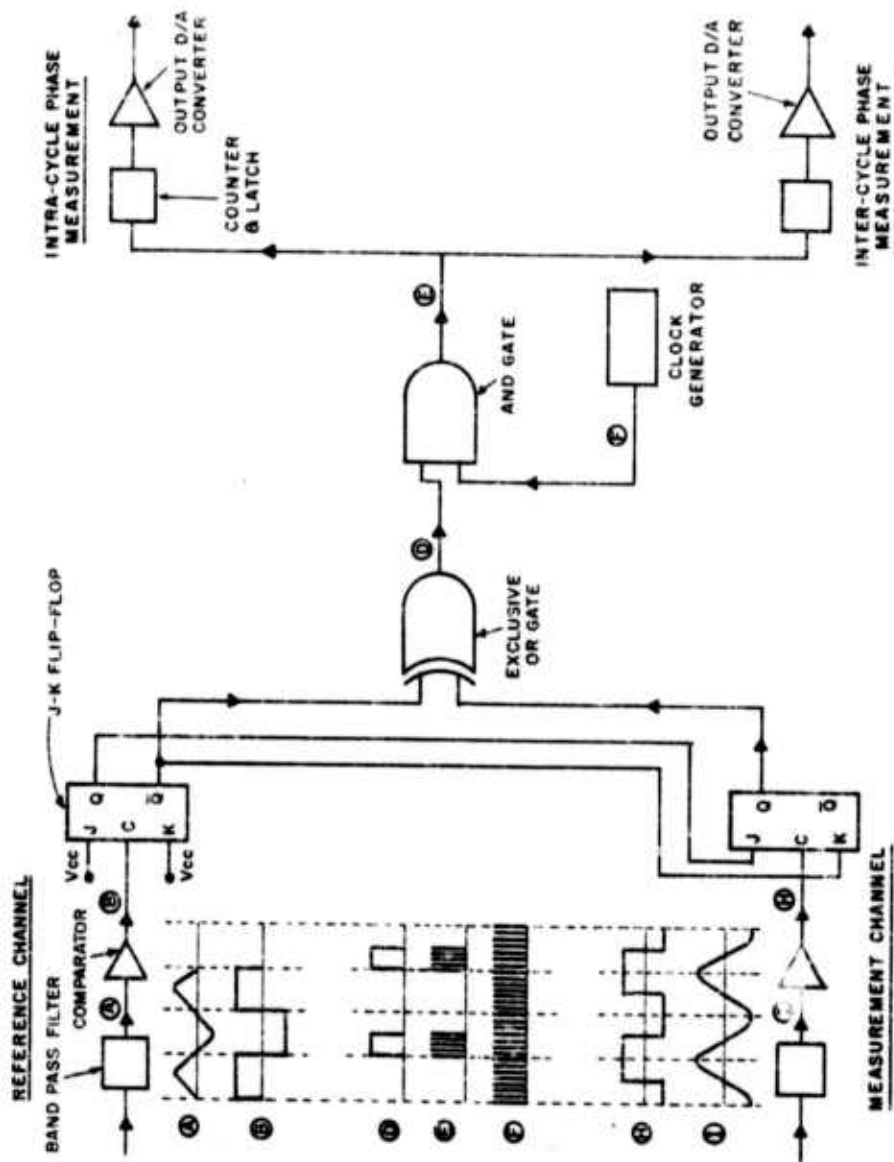 REFERENCE CHANNEL
BAND PASS FILTER
COMPARATOR
A
B
Vcc
Vcc
J
C
K
Q
Q̅
J-K FLIP-FLOP
INTRA-CYCLE PHASE
MEASUREMENT
OUTPUT D/A
CONVERTER
COUNTER
& LATCH
A
B
D
E
F
H
I
EXCLUSIVE
OR GATE
D
AND GATE
E
F
CLOCK
GENERATOR
H
J
C
K
Q
Q̅
MEASUREMENT CHANNEL
OUTPUT D/A
CONVERTER
INTER-CYCLE PHASE
MEASUREMENT